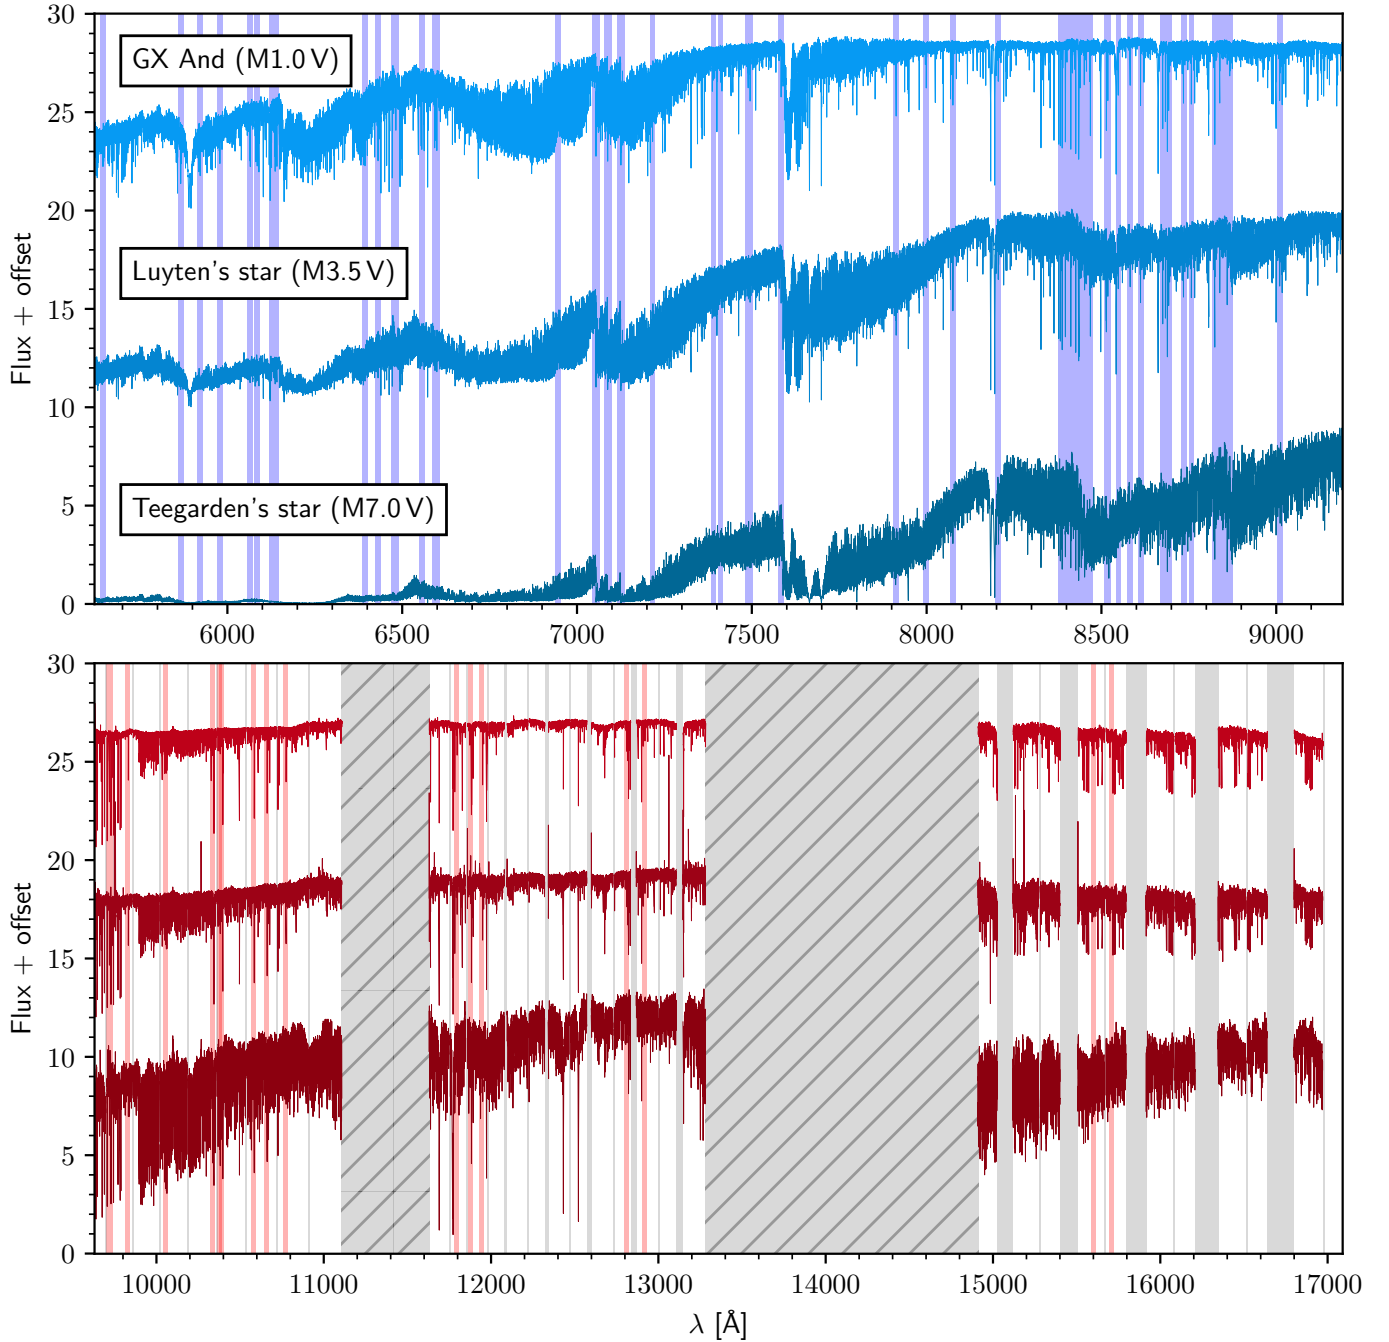 30
GX And (M1.0 V)
25
20
Luyten's star (M3.5 V)
15
Flux + offset
10
Teegarden's star (M7.0 V)
5
0
6000 6500 7000 7500 8000 8500 9000
30
25
20
15
Flux + offset
10
5
0
10000 11000 12000 13000 14000 15000 16000 17000
λ [Å]